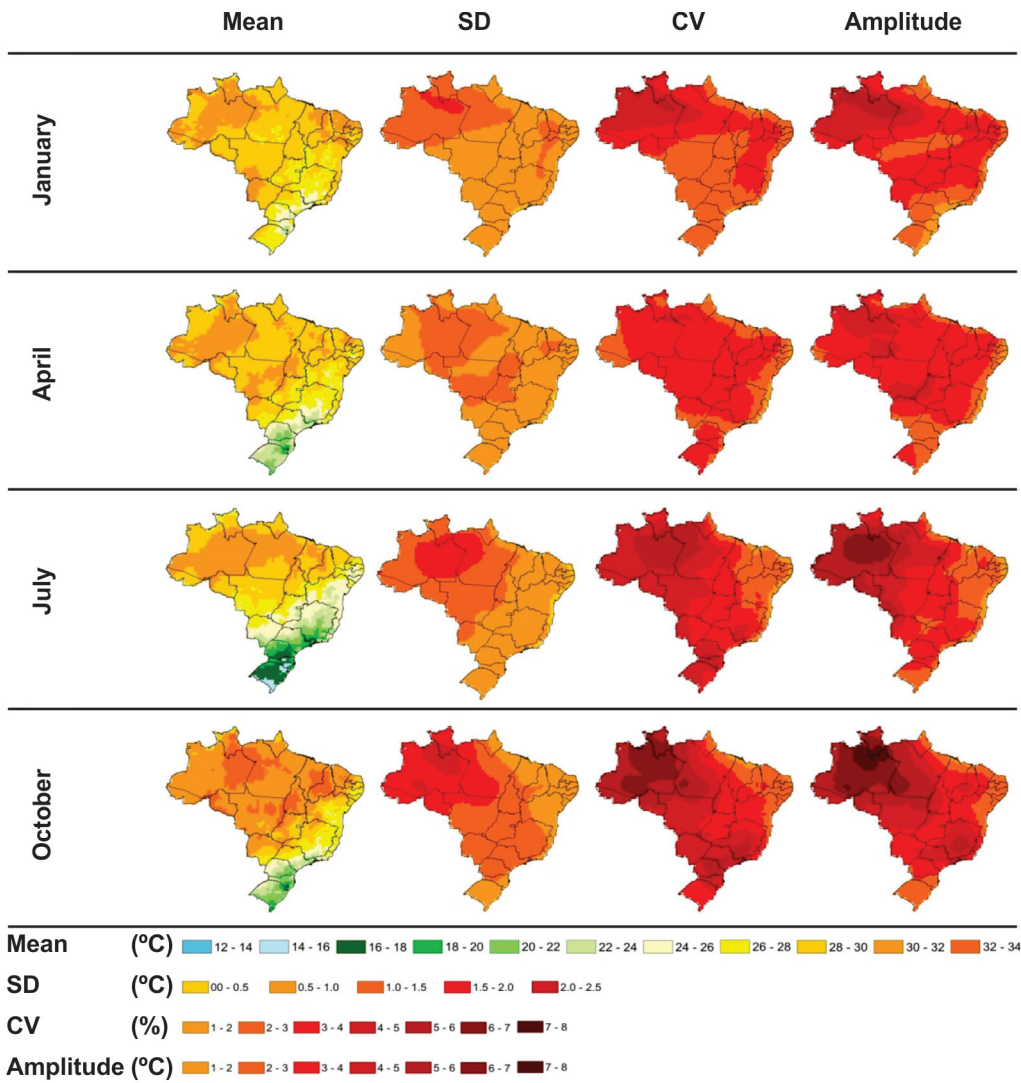 Mean SD CV Amplitude
January
April
July
October
Mean (ºC) 12 - 14 14 - 16 16 - 18 18 - 20 20 - 22 22 - 24 24 - 26 26 - 28 28 - 30 30 - 32 32 - 34
SD (ºC) 00 - 0.5 0.5 - 1.0 1.0 - 1.5 1.5 - 2.0 2.0 - 2.5
CV (%) 1 - 2 2 - 3 3 - 4 4 - 5 5 - 6 6 - 7 7 - 8
Amplitude (ºC) 1 - 2 2 - 3 3 - 4 4 - 5 5 - 6 6 - 7 7 - 8